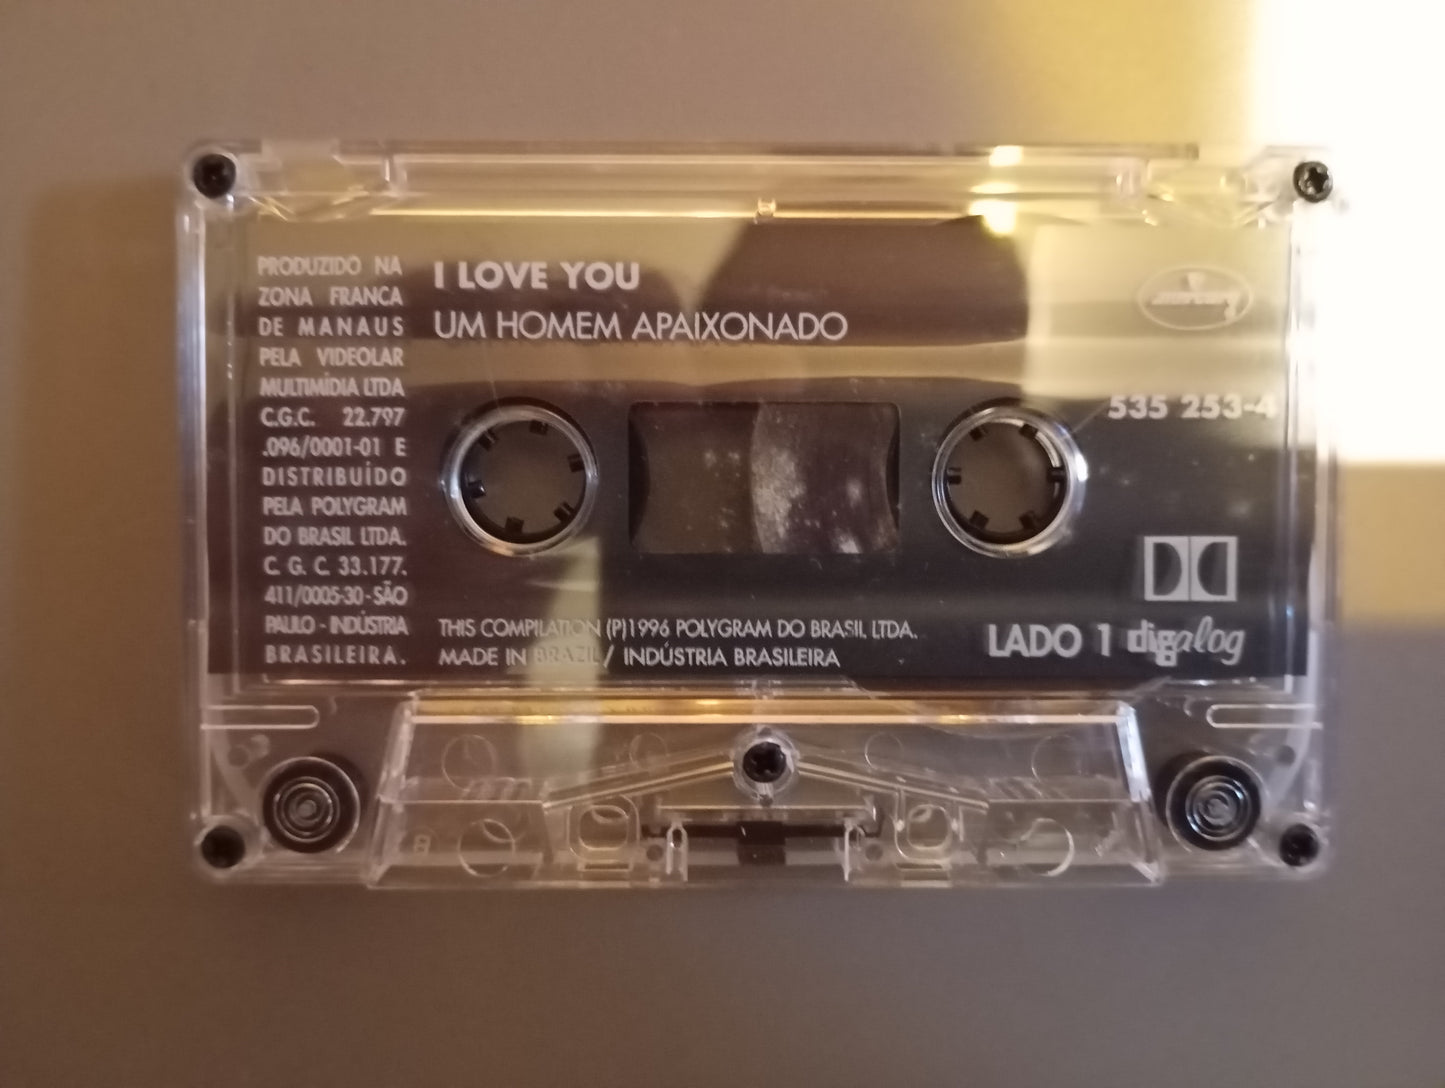 PRODUZIDO NA
ZONA FRANCA
DE MANAUS
PELA VIDEOLAR
MULTIMÍDIA LTDA
C.G.C. 22.797
.096/0001-01 E
DISTRIBUÍDO
PELA POLYGRAM
DO BRASIL LTDA.
C. G. C. 33.177.
411/0005-30 - SÃO
PAULO - INDÚSTRIA
BRASILEIRA.
I LOVE YOU
UM HOMEM APAIXONADO
mercury
535 253-4
THIS COMPILATION (P)1996 POLYGRAM DO BRASIL LTDA.
MADE IN BRAZIL / INDÚSTRIA BRASILEIRA
LADO 1
digalog
8